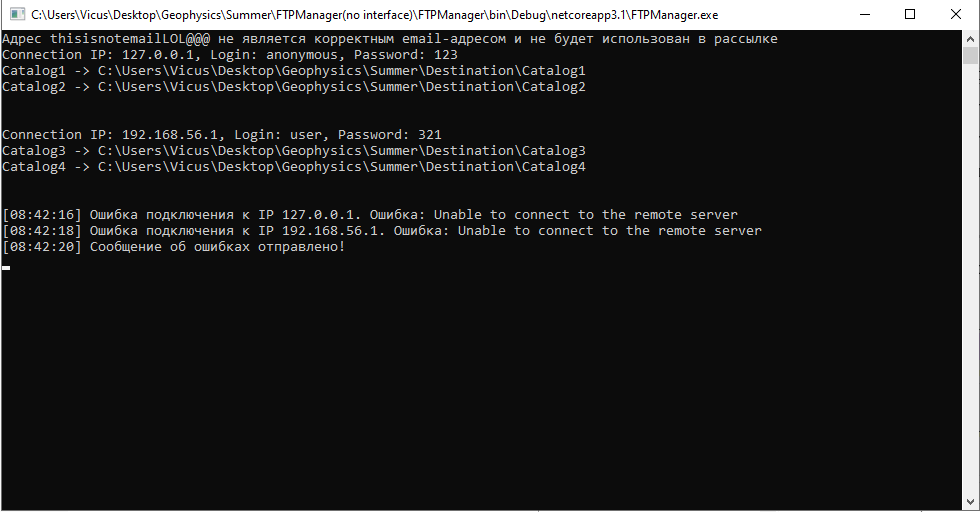 C:\Users\Vicus\Desktop\Geophysics\Summer\FTPManager(no interface)\FTPManager\bin\Debug\netcoreapp3.1\FTPManager.exe
Адрес thisisnotemailLOL@@@ не является корректным email-адресом и не будет использован в рассылке
Connection IP: 127.0.0.1, Login: anonymous, Password: 123
Catalog1 -> C:\Users\Vicus\Desktop\Geophysics\Summer\Destination\Catalog1
Catalog2 -> C:\Users\Vicus\Desktop\Geophysics\Summer\Destination\Catalog2
Connection IP: 192.168.56.1, Login: user, Password: 321
Catalog3 -> C:\Users\Vicus\Desktop\Geophysics\Summer\Destination\Catalog3
Catalog4 -> C:\Users\Vicus\Desktop\Geophysics\Summer\Destination\Catalog4
[08:42:16] Ошибка подключения к IP 127.0.0.1. Ошибка: Unable to connect to the remote server
[08:42:18] Ошибка подключения к IP 192.168.56.1. Ошибка: Unable to connect to the remote server
[08:42:20] Сообщение об ошибках отправлено!